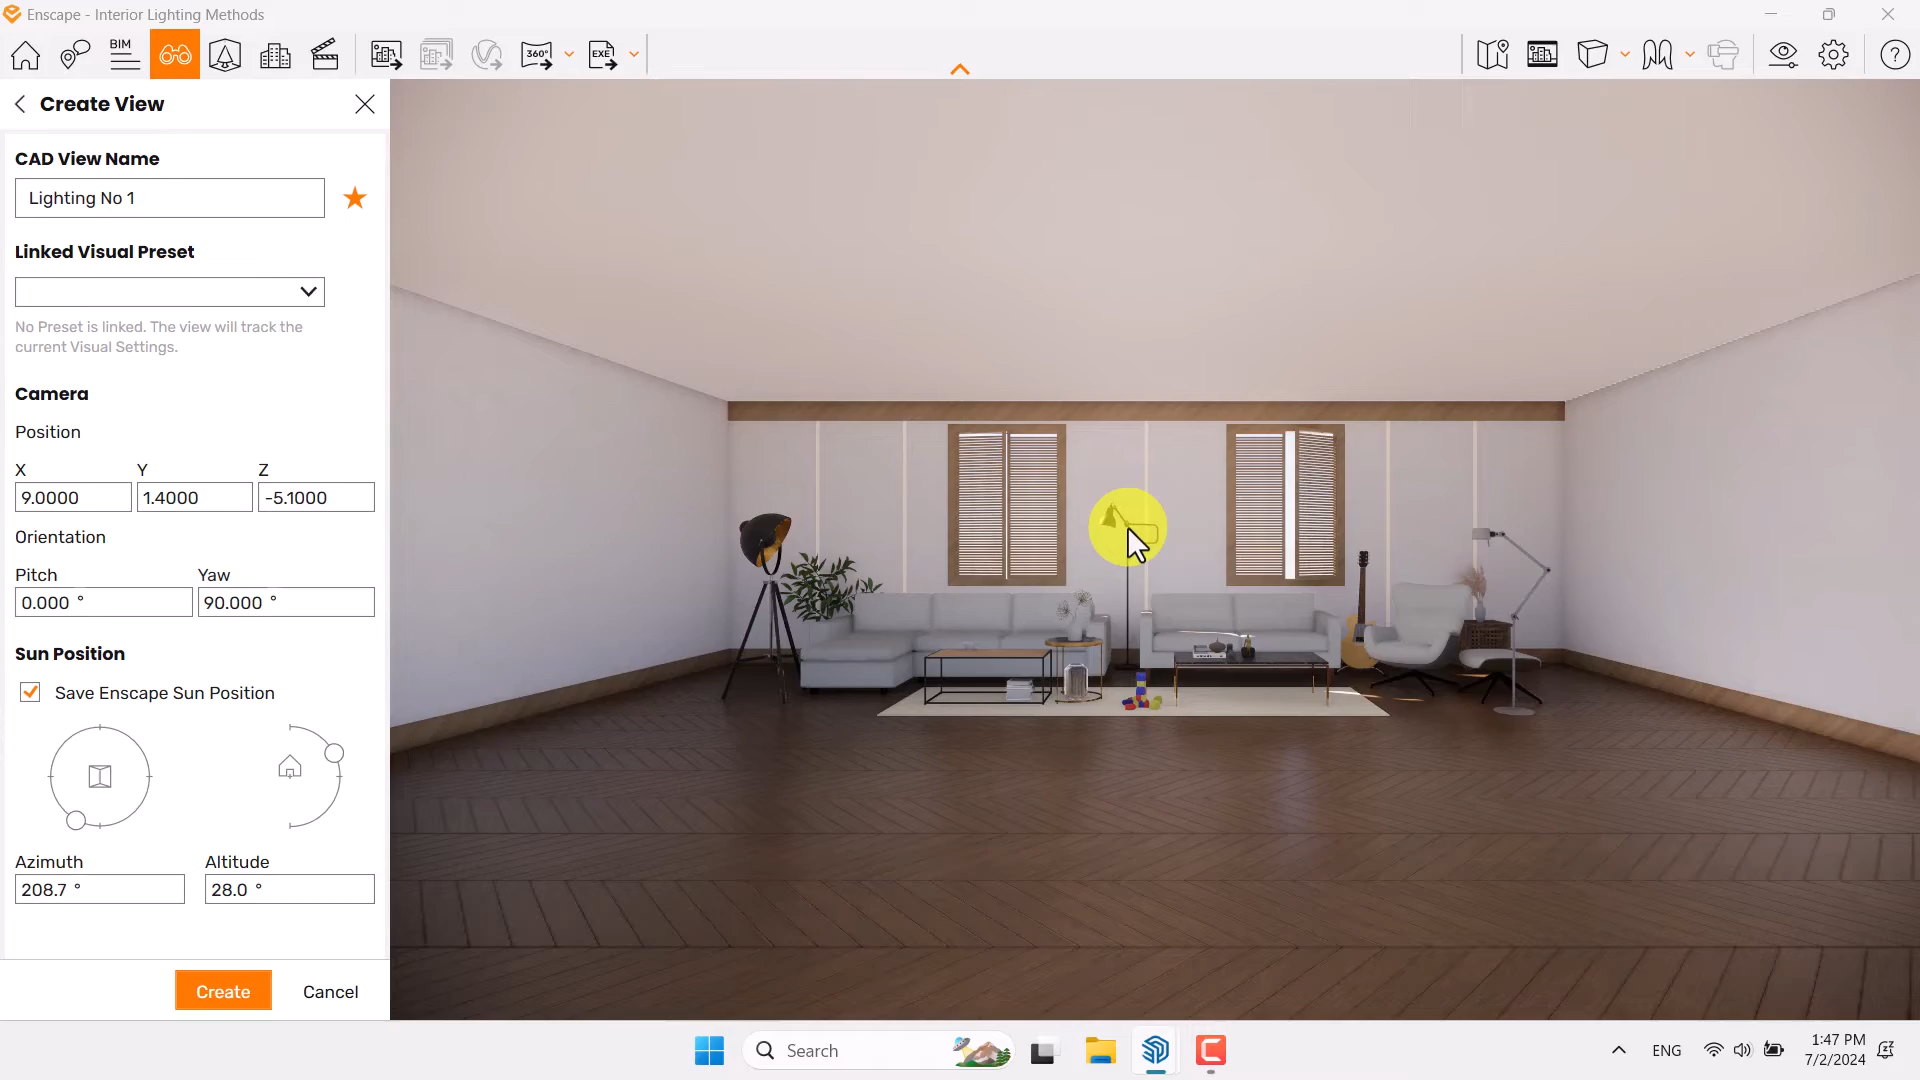 Enscape - Interior Lighting Methods
BIM
360°
EXE
Create View
CAD View Name
Lighting No 1
Linked Visual Preset
No Preset is linked. The view will track the
current Visual Settings.
Camera
Position
X Y Z
9.0000 1.4000 -5.1000
Orientation
Pitch Yaw
0.000 ° 90.000 °
Sun Position
Save Enscape Sun Position
Azimuth Altitude
208.7 ° 28.0 °
Create Cancel
Search
ENG
1:47 PM
7/2/2024